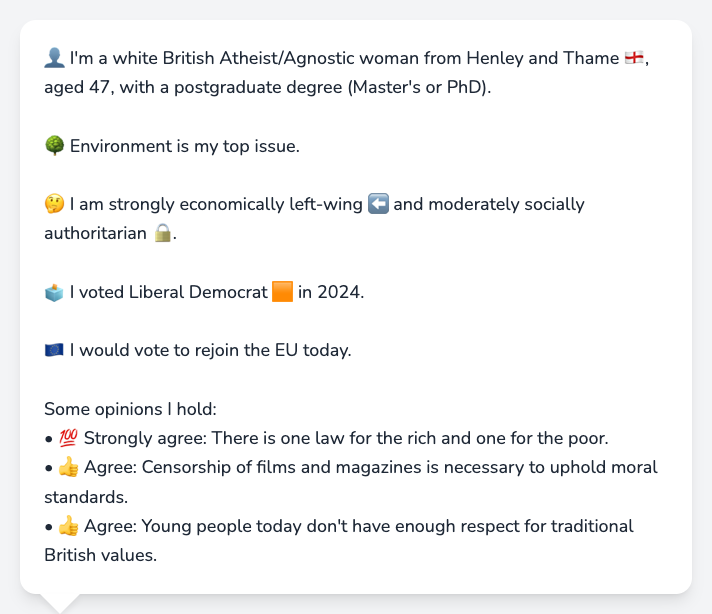 👤 I'm a white British Atheist/Agnostic woman from Henley and Thame 🏴󠁧󠁢󠁥󠁮󠁧󠁿,
aged 47, with a postgraduate degree (Master's or PhD).
🌳 Environment is my top issue.
🤔 I am strongly economically left-wing ⬅️ and moderately socially
authoritarian 🔒.
🗳️ I voted Liberal Democrat 🟧 in 2024.
🇪🇺 I would vote to rejoin the EU today.
Some opinions I hold:
• 💯 Strongly agree: There is one law for the rich and one for the poor.
• 👍 Agree: Censorship of films and magazines is necessary to uphold moral
standards.
• 👍 Agree: Young people today don't have enough respect for traditional
British values.